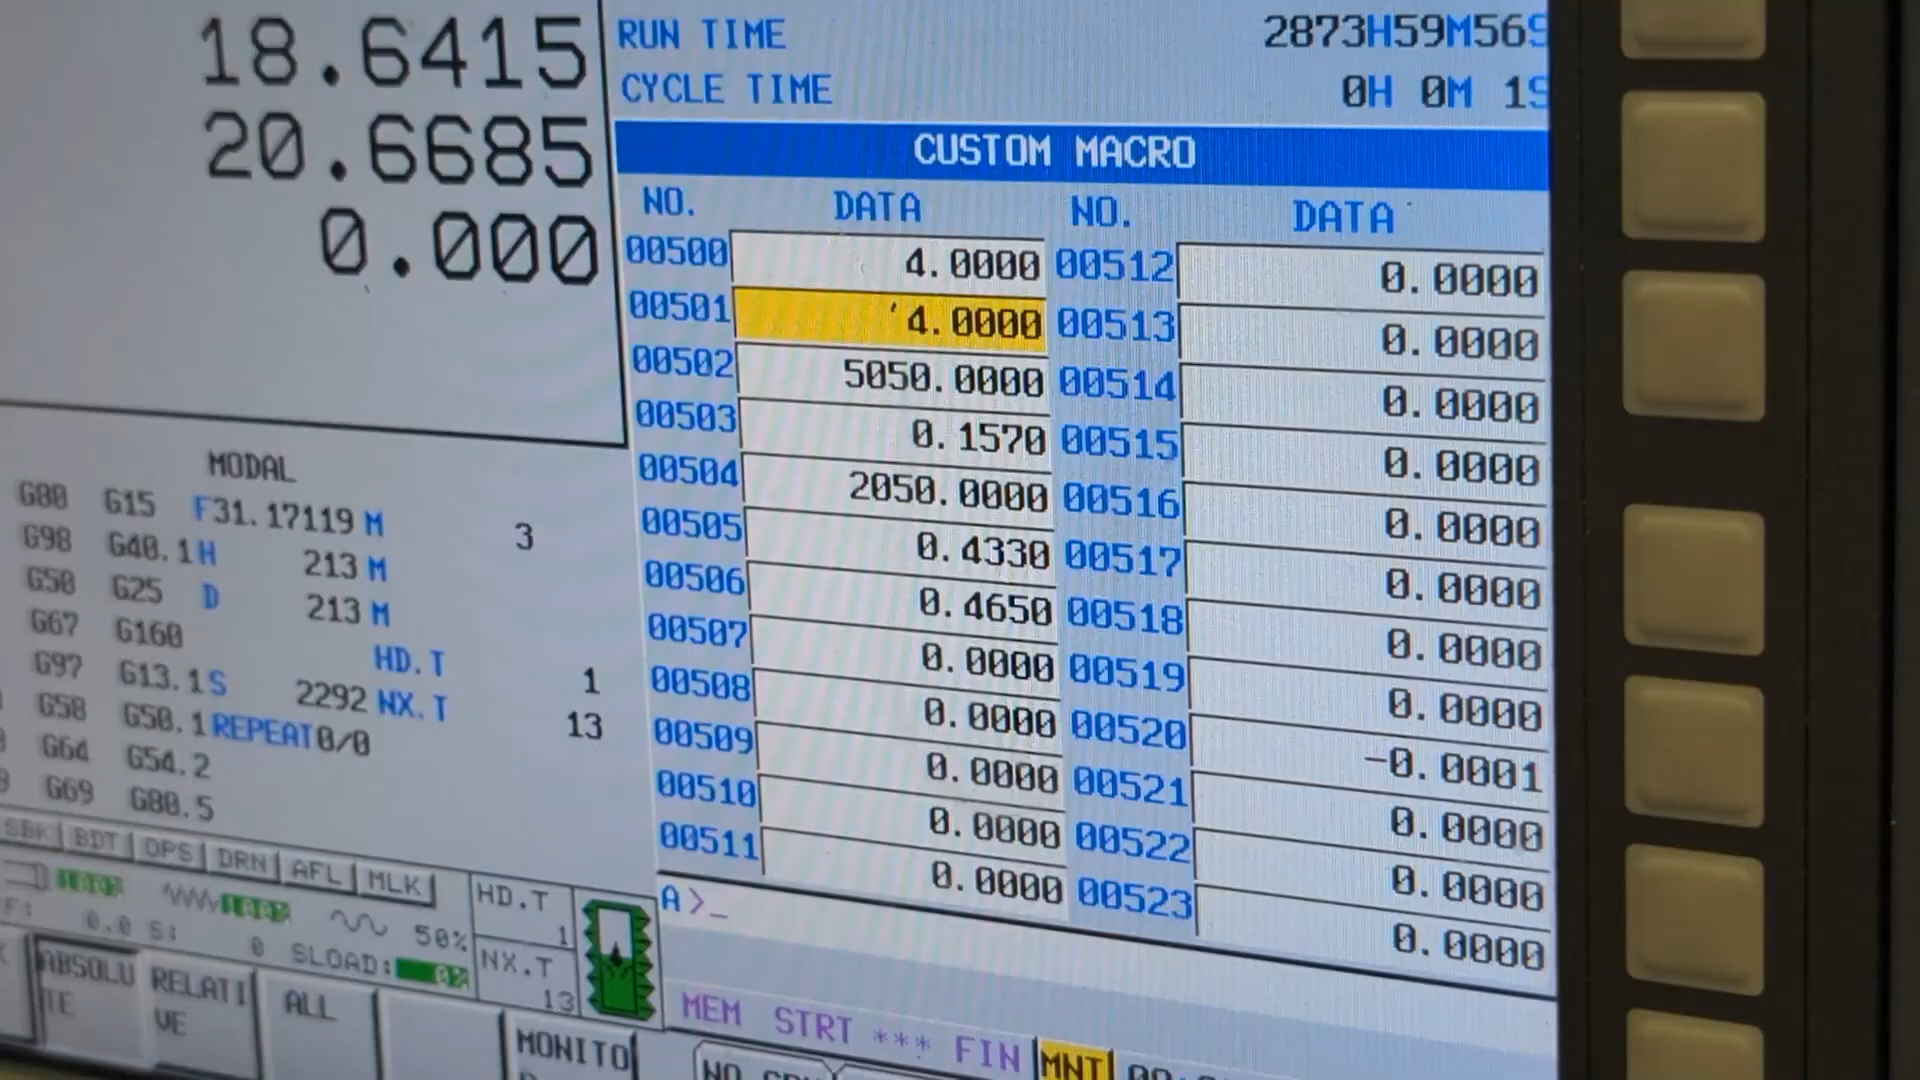 18.6415
20.6685
0.000
RUN TIME 2873H59M56S
CYCLE TIME 0H 0M 1S
CUSTOM MACRO
NO. DATA NO. DATA
00500 4.0000 00512 0.0000
00501 4.0000 00513 0.0000
00502 5050.0000 00514 0.0000
00503 0.1570 00515 0.0000
00504 2050.0000 00516 0.0000
00505 0.4330 00517 0.0000
00506 0.4650 00518 0.0000
00507 0.0000 00519 0.0000
00508 0.0000 00520 -0.0001
00509 0.0000 00521 0.0000
00510 0.0000 00522 0.0000
00511 0.0000 00523 0.0000
A>_
MODAL
G80 G15 F31.17119 M 3
G98 G40.1 H 213 M
G50 G25 D 213 M
G67 G160 HD.T 1
G97 G13.1 S 2292 NX.T 13
G58 G50.1 REPEAT 0/0
G64 G54.2
G69 G80.5
SBK BDT OPS DRN AFL MLK
HD.T 1
NX.T 13
50%
F: 0.0 S: 0 SLOAD: 0%
MEM STRT *** FIN MNT
ABSOLUTE RELATIVE ALL MONITO